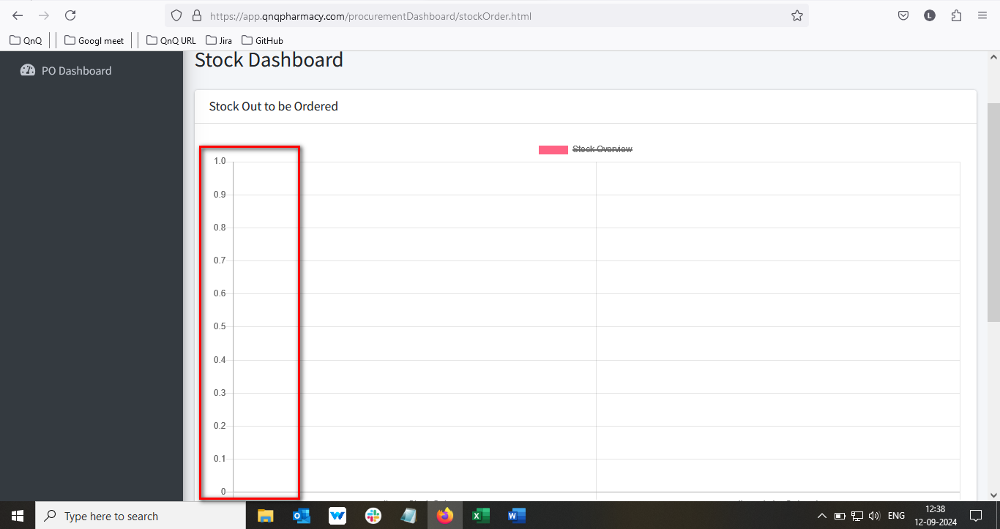 https://app.qnqpharmacy.com/procurementDashboard/stockOrder.html
L
QnQ
Googl meet
QnQ URL
Jira
GitHub
PO Dashboard
Stock Dashboard
Stock Out to be Ordered
Stock Overview
1.0
0.9
0.8
0.7
0.6
0.5
0.4
0.3
0.2
0.1
0
Type here to search
ENG
12:38
12-09-2024